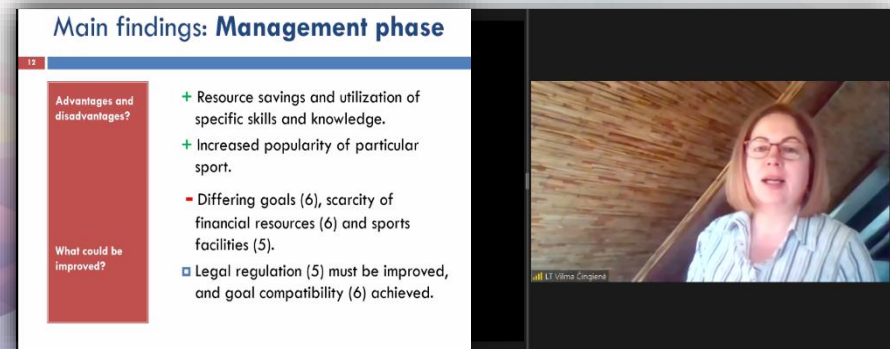 Main findings: Management phase
12
Advantages and
disadvantages?
+ Resource savings and utilization of
specific skills and knowledge.
+ Increased popularity of particular
sport.
- Differing goals (6), scarcity of
financial resources (6) and sports
facilities (5).
What could be
improved?
Legal regulation (5) must be improved,
and goal compatibility (6) achieved.
LT Vilma Čingienė